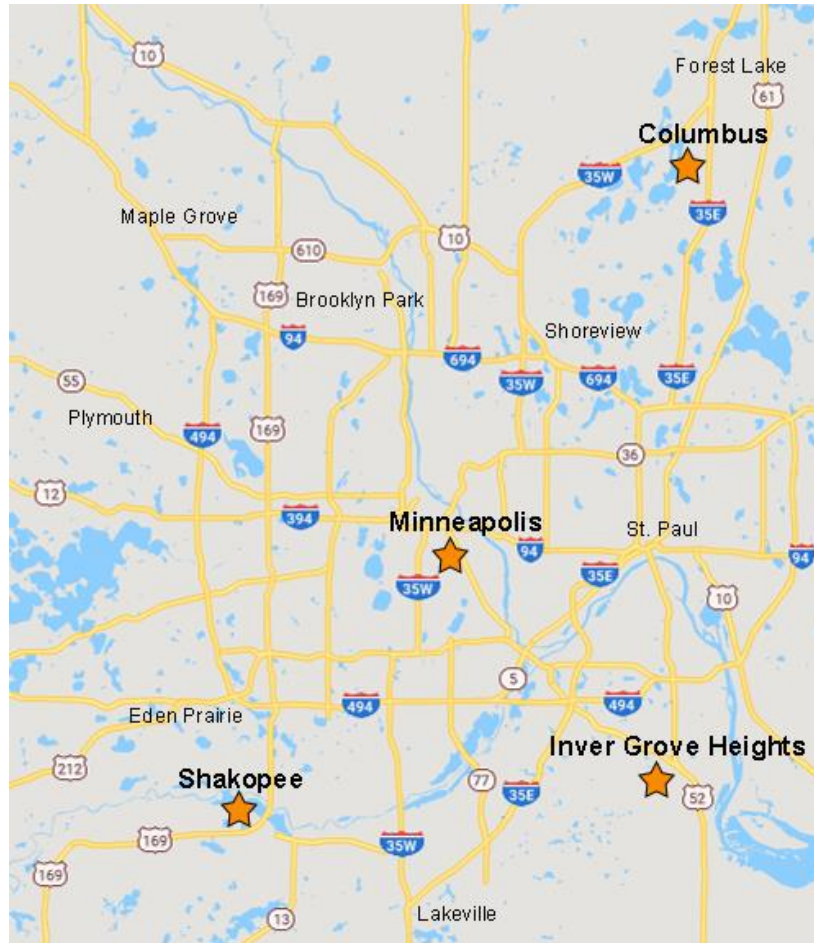 10
Forest Lake
61
Columbus
35W
35E
Maple Grove
610
10
169
Brooklyn Park
94
Shoreview
694
35W
694
35E
55
Plymouth
494
169
36
12
394
Minneapolis
St. Paul
94
94
35W
35E
10
5
494
494
Eden Prairie
212
Inver Grove Heights
Shakopee
77
35E
52
169
35W
169
13
Lakeville